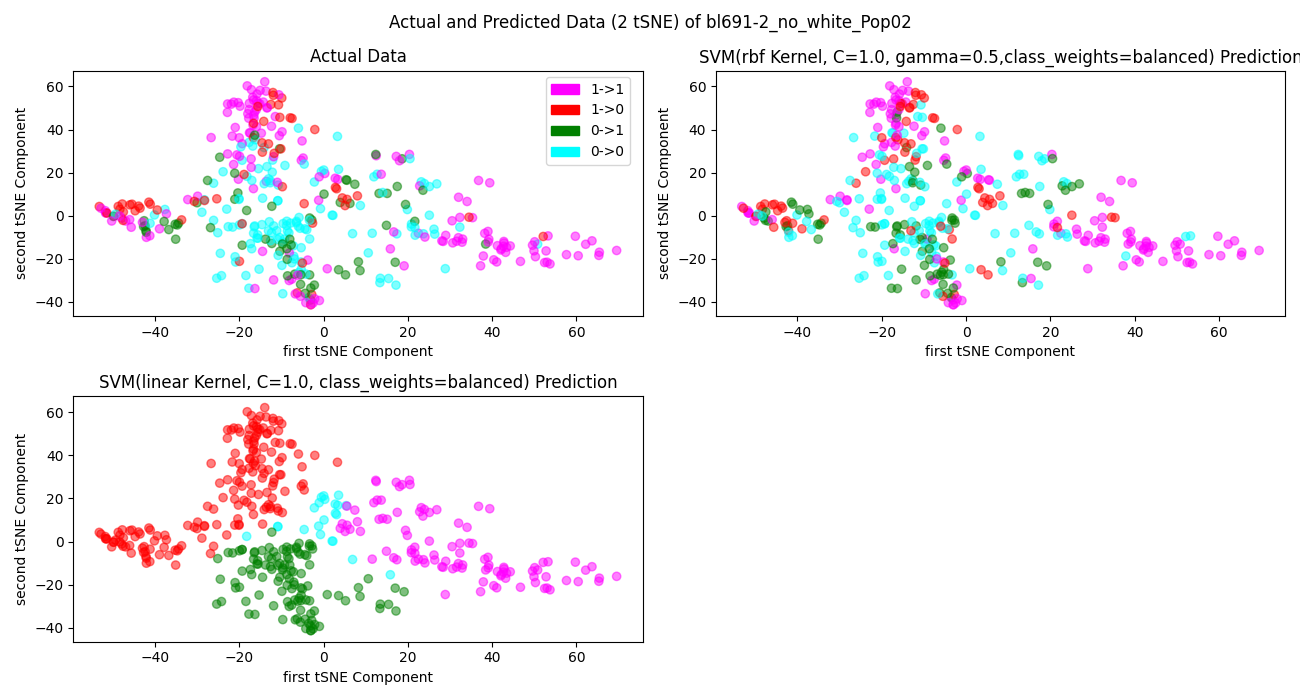 Actual and Predicted Data (2 tSNE) of bl691-2_no_white_Pop02
Actual Data
second tSNE Component
60
40
20
0
−20
−40
1->1
1->0
0->1
0->0
−40 −20 0 20 40 60
first tSNE Component
SVM(rbf Kernel, C=1.0, gamma=0.5,class_weights=balanced) Prediction
second tSNE Component
60
40
20
0
−20
−40
−40 −20 0 20 40 60
first tSNE Component
SVM(linear Kernel, C=1.0, class_weights=balanced) Prediction
second tSNE Component
60
40
20
0
−20
−40
−40 −20 0 20 40 60
first tSNE Component